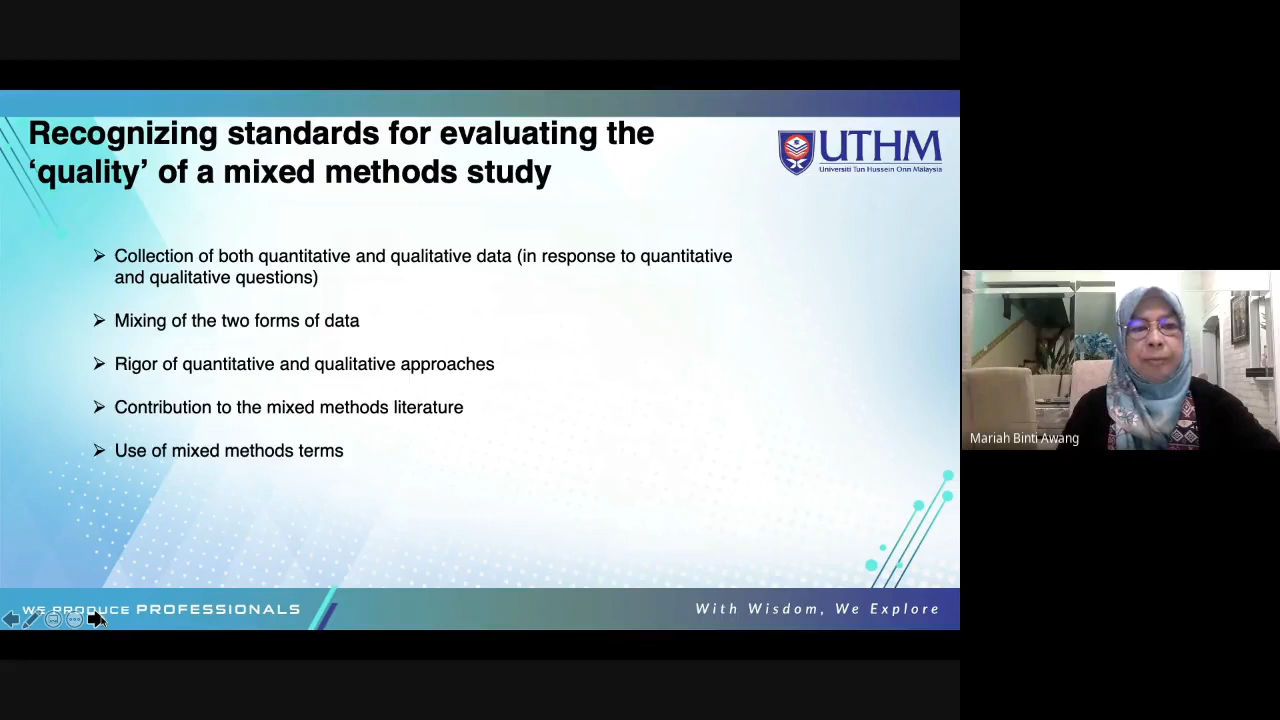 Recognizing standards for evaluating the
‘quality’ of a mixed methods study
UTHM
Universiti Tun Hussein Onn Malaysia
➢ Collection of both quantitative and qualitative data (in response to quantitative
and qualitative questions)
➢ Mixing of the two forms of data
➢ Rigor of quantitative and qualitative approaches
➢ Contribution to the mixed methods literature
➢ Use of mixed methods terms
Mariah Binti Awang
WE PRODUCE PROFESSIONALS
With Wisdom, We Explore